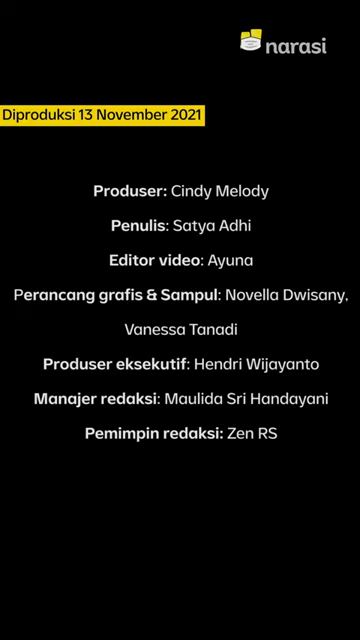 narasi
Diproduksi 13 November 2021
Produser: Cindy Melody
Penulis: Satya Adhi
Editor video: Ayuna
Perancang grafis & Sampul: Novella Dwisany,
Vanessa Tanadi
Produser eksekutif: Hendri Wijayanto
Manajer redaksi: Maulida Sri Handayani
Pemimpin redaksi: Zen RS